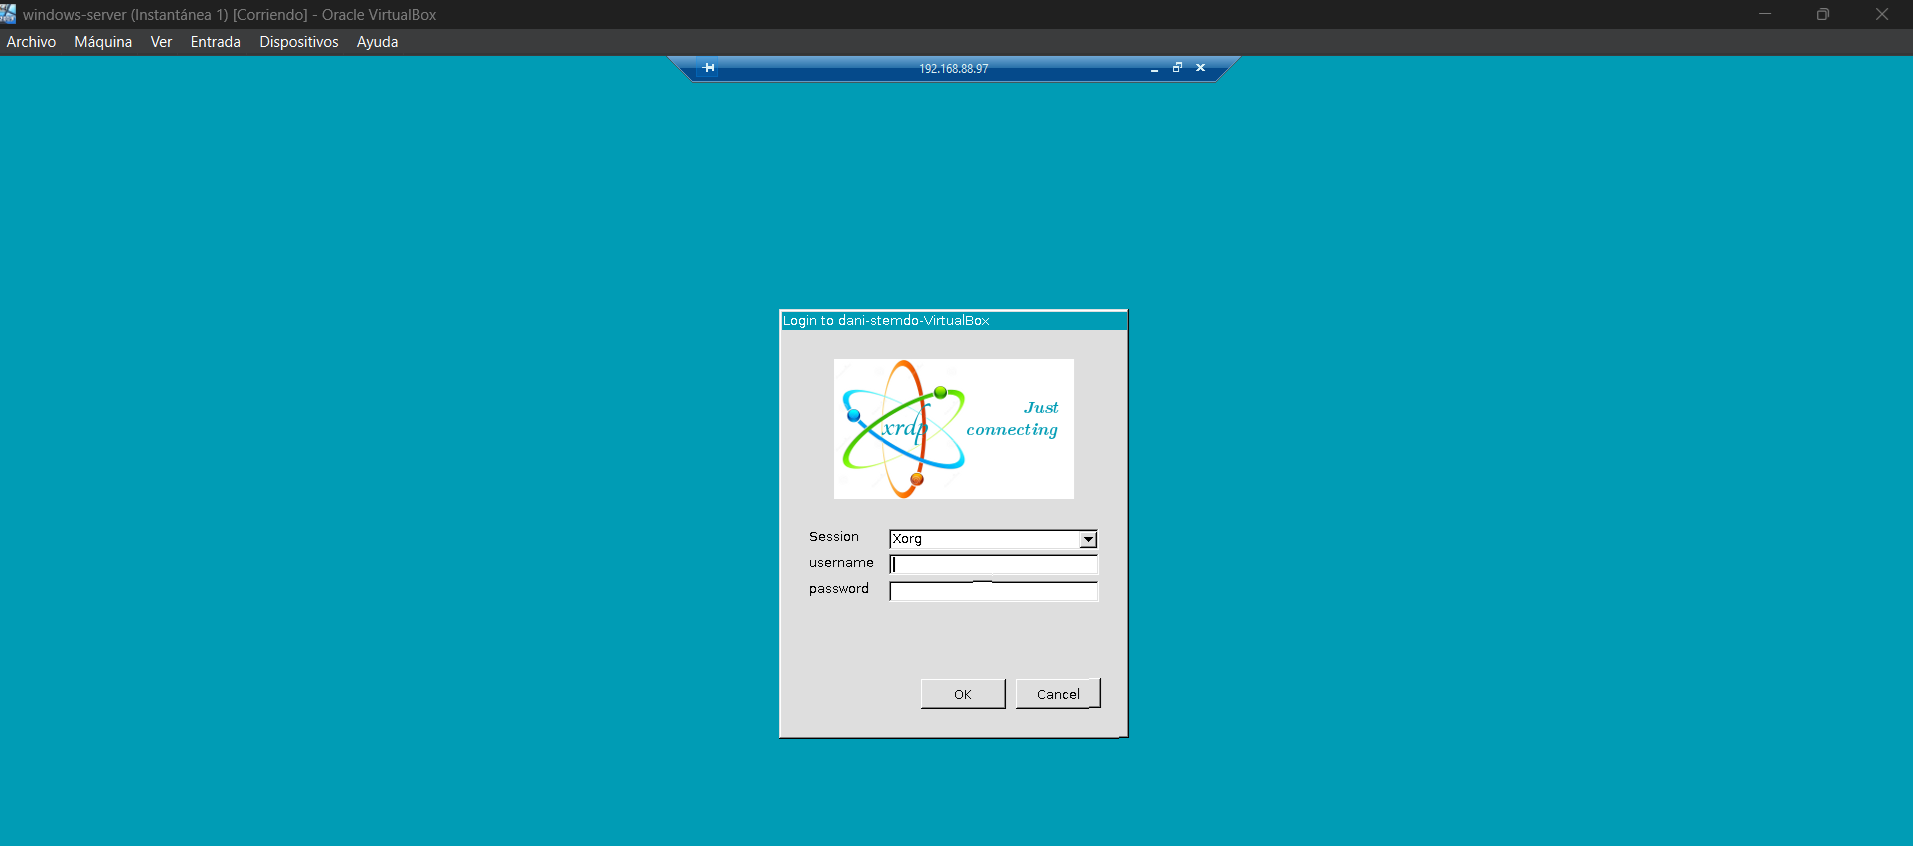 windows-server (Instantánea 1) [Corriendo] - Oracle VirtualBox
Archivo Máquina Ver Entrada Dispositivos Ayuda
192.168.88.97
Login to dani-stemdo-VirtualBox
xrdp
Just
connecting
Session Xorg
username
password
OK Cancel